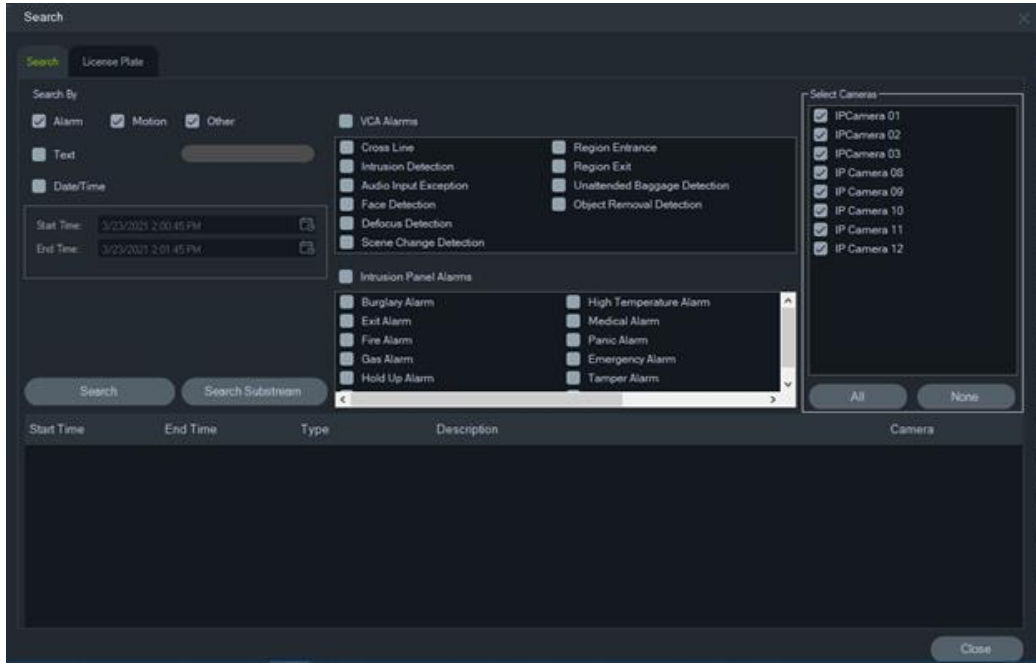 Search
Search License Plate
Search By
Alarm Motion Other
Text
Date/Time
Start Time: 3/23/2021 2:00:45 PM
End Time: 3/23/2021 2:01:45 PM
Search Search Substream
VCA Alarms
Cross Line Region Entrance
Intrusion Detection Region Exit
Audio Input Exception Unattended Baggage Detection
Face Detection Object Removal Detection
Defocus Detection
Scene Change Detection
Intrusion Panel Alarms
Burglary Alarm High Temperature Alarm
Exit Alarm Medical Alarm
Fire Alarm Panic Alarm
Gas Alarm Emergency Alarm
Hold Up Alarm Tamper Alarm
Select Cameras
IPCamera 01
IPCamera 02
IPCamera 03
IP Camera 08
IP Camera 09
IP Camera 10
IP Camera 11
IP Camera 12
All None
Start Time End Time Type Description Camera
Close